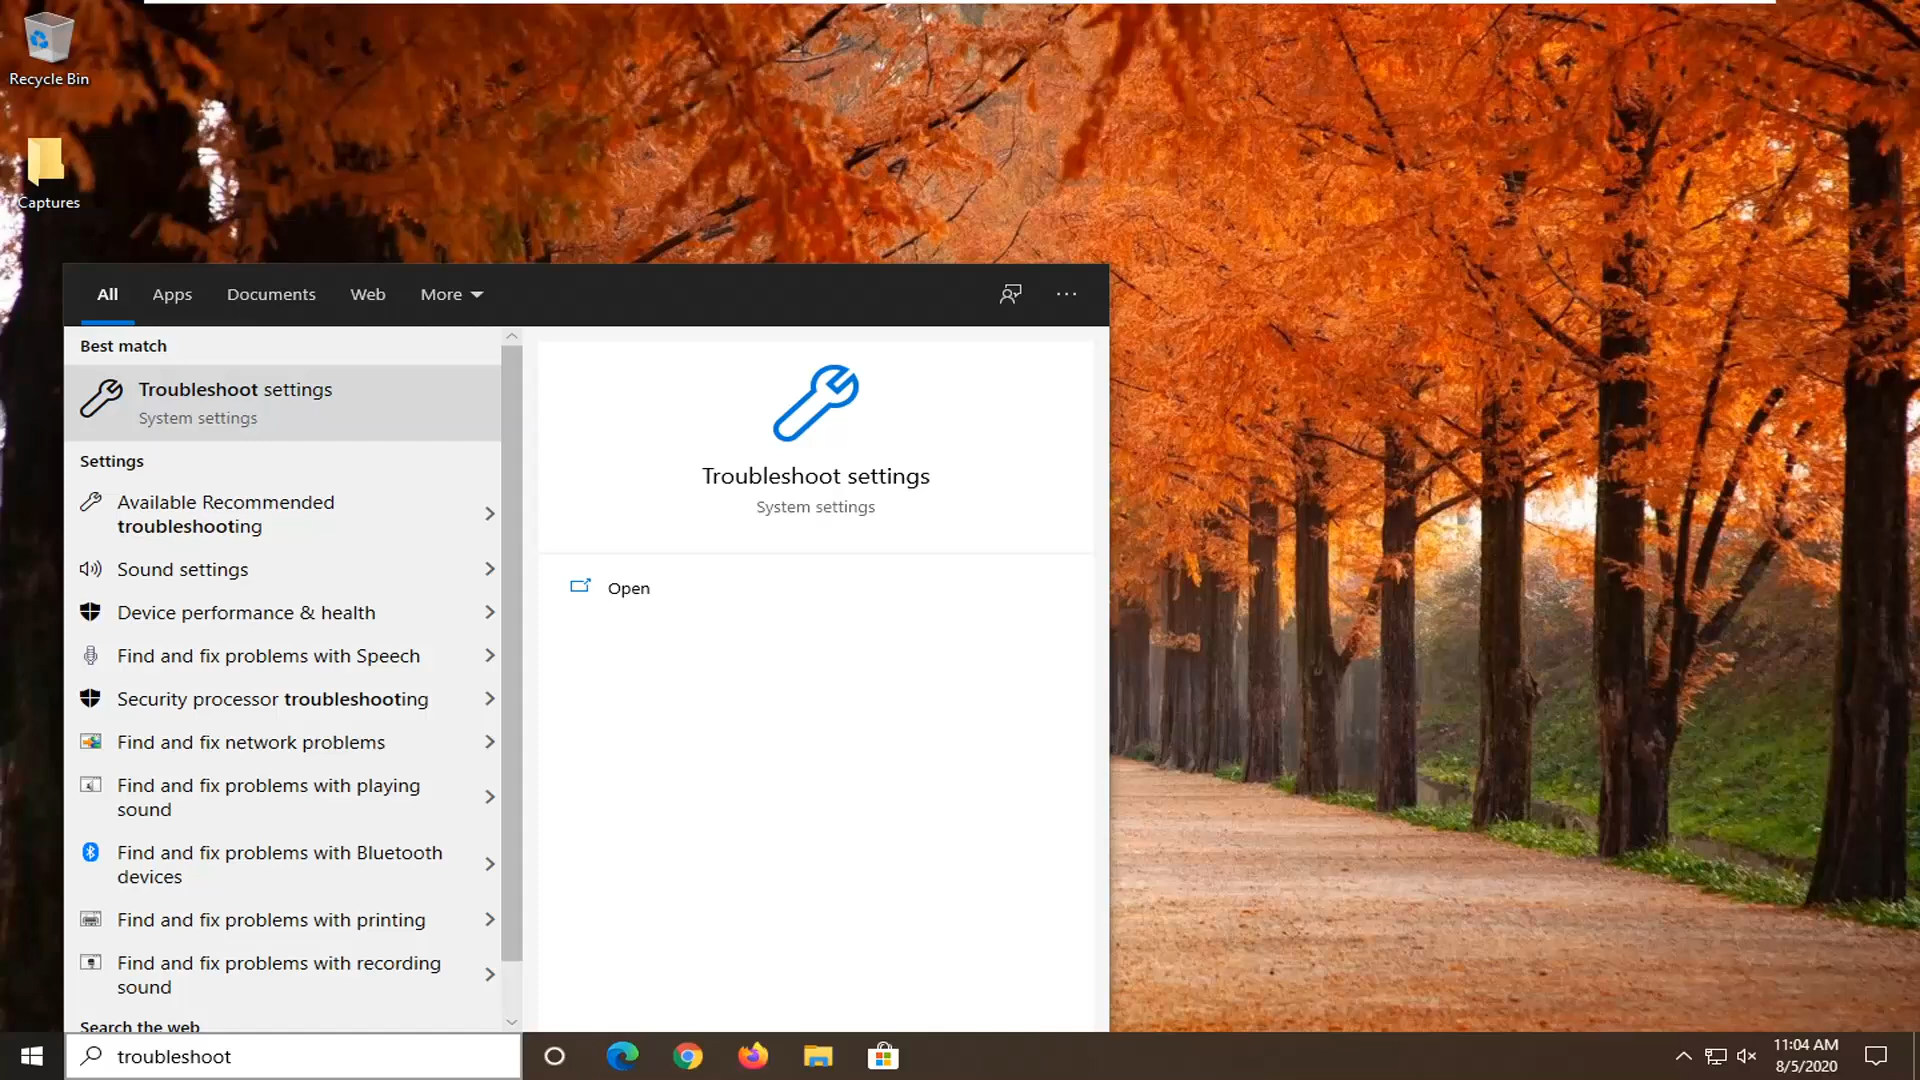 Recycle Bin
Captures
All Apps Documents Web More
Best match
Troubleshoot settings
System settings
Settings
Available Recommended
troubleshooting
Sound settings
Device performance & health
Find and fix problems with Speech
Security processor troubleshooting
Find and fix network problems
Find and fix problems with playing
sound
Find and fix problems with Bluetooth
devices
Find and fix problems with printing
Find and fix problems with recording
sound
Search the web
Troubleshoot settings
System settings
Open
troubleshoot
11:04 AM
8/5/2020